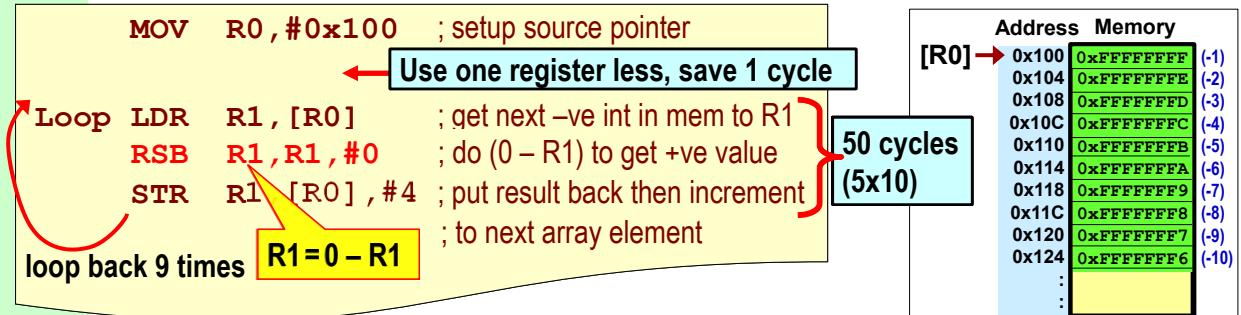 MOV R0,#0x100 ; setup source pointer
Use one register less, save 1 cycle
Loop LDR R1,[R0] ; get next –ve int in mem to R1
RSB R1,R1,#0 ; do (0 – R1) to get +ve value
STR R1,[R0],#4 ; put result back then increment
; to next array element
50 cycles
(5x10)
R1=0 – R1
loop back 9 times
Address Memory
[R0] 0x100 0xFFFFFFFF (-1)
0x104 0xFFFFFFFE (-2)
0x108 0xFFFFFFFD (-3)
0x10C 0xFFFFFFFC (-4)
0x110 0xFFFFFFFB (-5)
0x114 0xFFFFFFFA (-6)
0x118 0xFFFFFFF9 (-7)
0x11C 0xFFFFFFF8 (-8)
0x120 0xFFFFFFF7 (-9)
0x124 0xFFFFFFF6 (-10)
:
: